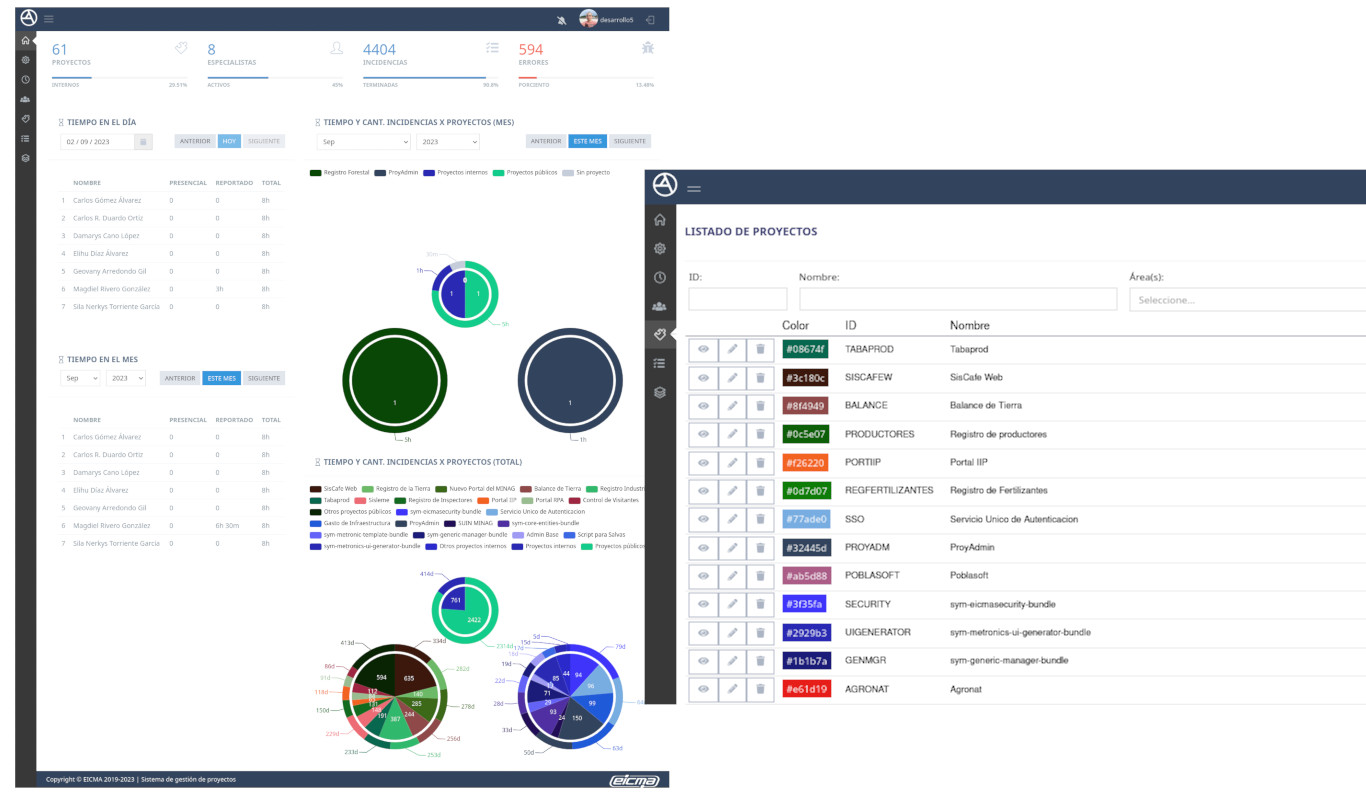 desarrollo5
61
PROYECTOS
INTERNOS 29.51%
8
ESPECIALISTAS
ACTIVOS 45%
4404
INCIDENCIAS
TERMINADAS 90.8%
594
ERRORES
PORCIENTO 13.48%
TIEMPO EN EL DÍA
02 / 09 / 2023
ANTERIOR HOY SIGUIENTE
NOMBRE PRESENCIAL REPORTADO TOTAL
1 Carlos Gómez Álvarez 0 0 8h
2 Carlos R. Duardo Ortiz 0 0 8h
3 Damarys Cano López 0 0 8h
4 Elihu Díaz Álvarez 0 0 8h
5 Geovany Arredondo Gil 0 0 8h
6 Magdiel Rivero González 0 3h 8h
7 Sila Nerkys Torriente Garcia 0 0 8h
TIEMPO EN EL MES
Sep 2023 ANTERIOR ESTE MES SIGUIENTE
NOMBRE PRESENCIAL REPORTADO TOTAL
1 Carlos Gómez Álvarez 0 0 8h
2 Carlos R. Duardo Ortiz 0 0 8h
3 Damarys Cano López 0 0 8h
4 Elihu Díaz Álvarez 0 0 8h
5 Geovany Arredondo Gil 0 0 8h
6 Magdiel Rivero González 0 6h 30m 8h
7 Sila Nerkys Torriente Garcia 0 0 8h
TIEMPO Y CANT. INCIDENCIAS X PROYECTOS (MES)
Sep 2023 ANTERIOR ESTE MES SIGUIENTE
Registro Forestal ProyAdmin Proyectos internos Proyectos públicos Sin proyecto
30m
1h
0
1 1
5h
1
5h
1
1h
TIEMPO Y CANT. INCIDENCIAS X PROYECTOS (TOTAL)
SisCafe Web Registro de la Tierra Nuevo Portal del MINAG Balance de Tierra Registro Industri
Tabaprod Sisleme Registro de Inspectores Portal IIP Portal RPA Control de Visitantes
Otros proyectos públicos sym-eicmasecurity-bundle Servicio Unico de Autenticacion
Gasto de Infraestructura ProyAdmin SUIN MINAG sym-core-entities-bundle
sym-metronic template-bundle sym-generic manager-bundle Admin Base Script para Salvas
sym-metronics-ui-generator-bundle Otros proyectos internos Proyectos internos Proyectos público
414d
761
2422
2314d
413d
334d
86d
91d
118d
150d
229d
233d
253d
256d
278d
282d
594
635
140
285
244
387
191
148
131
112
5d
15d
17d
18d
19d
22d
28d
33d
50d
63d
79d
44
94
96
99
150
24
93
29
71
85
Copyright © EICMA 2019-2023 | Sistema de gestión de proyectos
eicma
LISTADO DE PROYECTOS
ID: Nombre: Área(s):
Seleccione...
Color ID Nombre
#08674f TABAPROD Tabaprod
#3c180c SISCAFEW SisCafe Web
#8f4949 BALANCE Balance de Tierra
#0c5e07 PRODUCTORES Registro de productores
#f26220 PORTIIP Portal IIP
#0d7d07 REGFERTILIZANTES Registro de Fertilizantes
#77ade0 SSO Servicio Unico de Autenticacion
#32445d PROYADM ProyAdmin
#ab5d88 POBLASOFT Poblasoft
#3f35fa SECURITY sym-eicmasecurity-bundle
#2929b3 UIGENERATOR sym-metronics-ui-generator-bundle
#1b1b7a GENMGR sym-generic-manager-bundle
#e61d19 AGRONAT Agronat